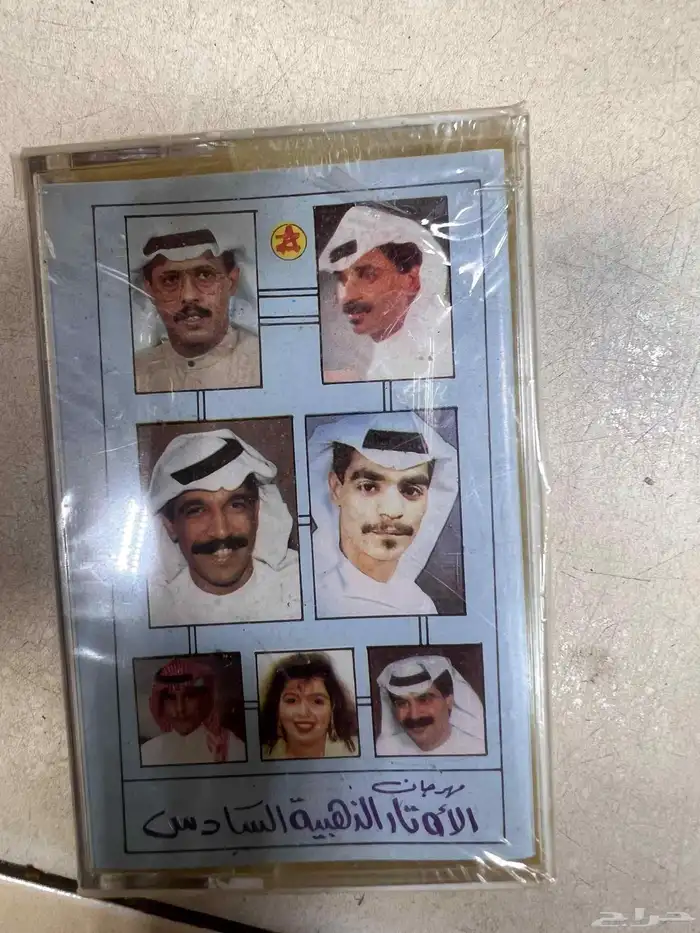 مهرجان
الأوتار الذهبية السادس
حراج